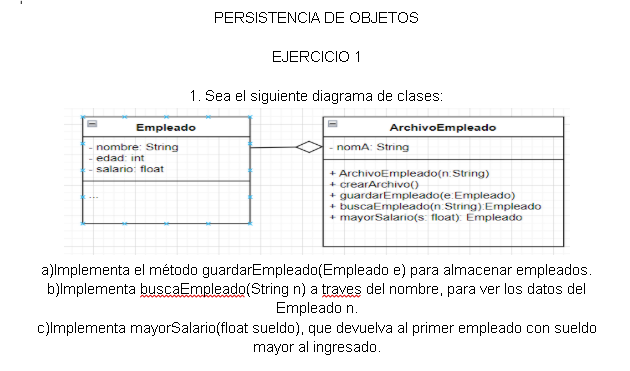 PERSISTENCIA DE OBJETOS
EJERCICIO 1
1. Sea el siguiente diagrama de clases:
Empleado
- nombre: String
- edad: int
- salario: float
...
ArchivoEmpleado
- nomA: String
+ ArchivoEmpleado(n:String)
+ crearArchivo()
+ guardarEmpleado(e:Empleado)
+ buscaEmpleado(n:String):Empleado
+ mayorSalario(s: float): Empleado
a)Implementa el método guardarEmpleado(Empleado e) para almacenar empleados.
b)Implementa buscaEmpleado(String n) a traves del nombre, para ver los datos del
Empleado n.
c)Implementa mayorSalario(float sueldo), que devuelva al primer empleado con sueldo
mayor al ingresado.